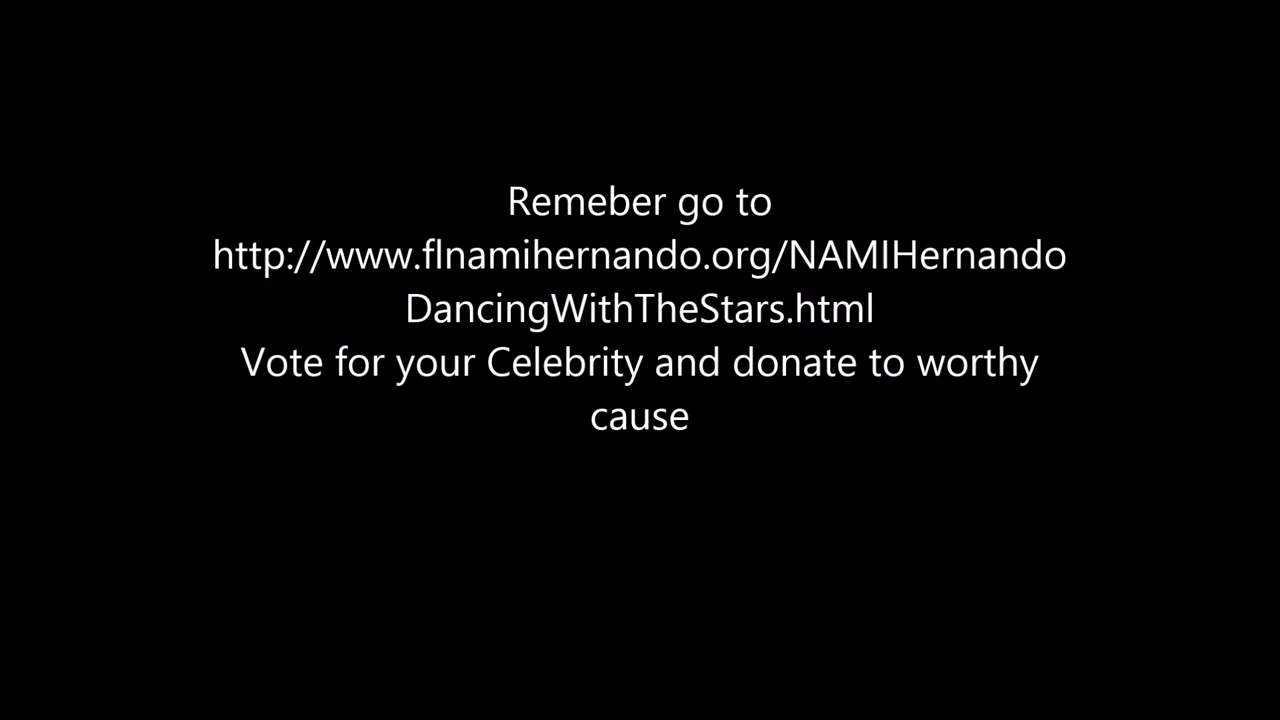 Remeber go to
http://www.flnamihernando.org/NAMIHernando
DancingWithTheStars.html
Vote for your Celebrity and donate to worthy
cause